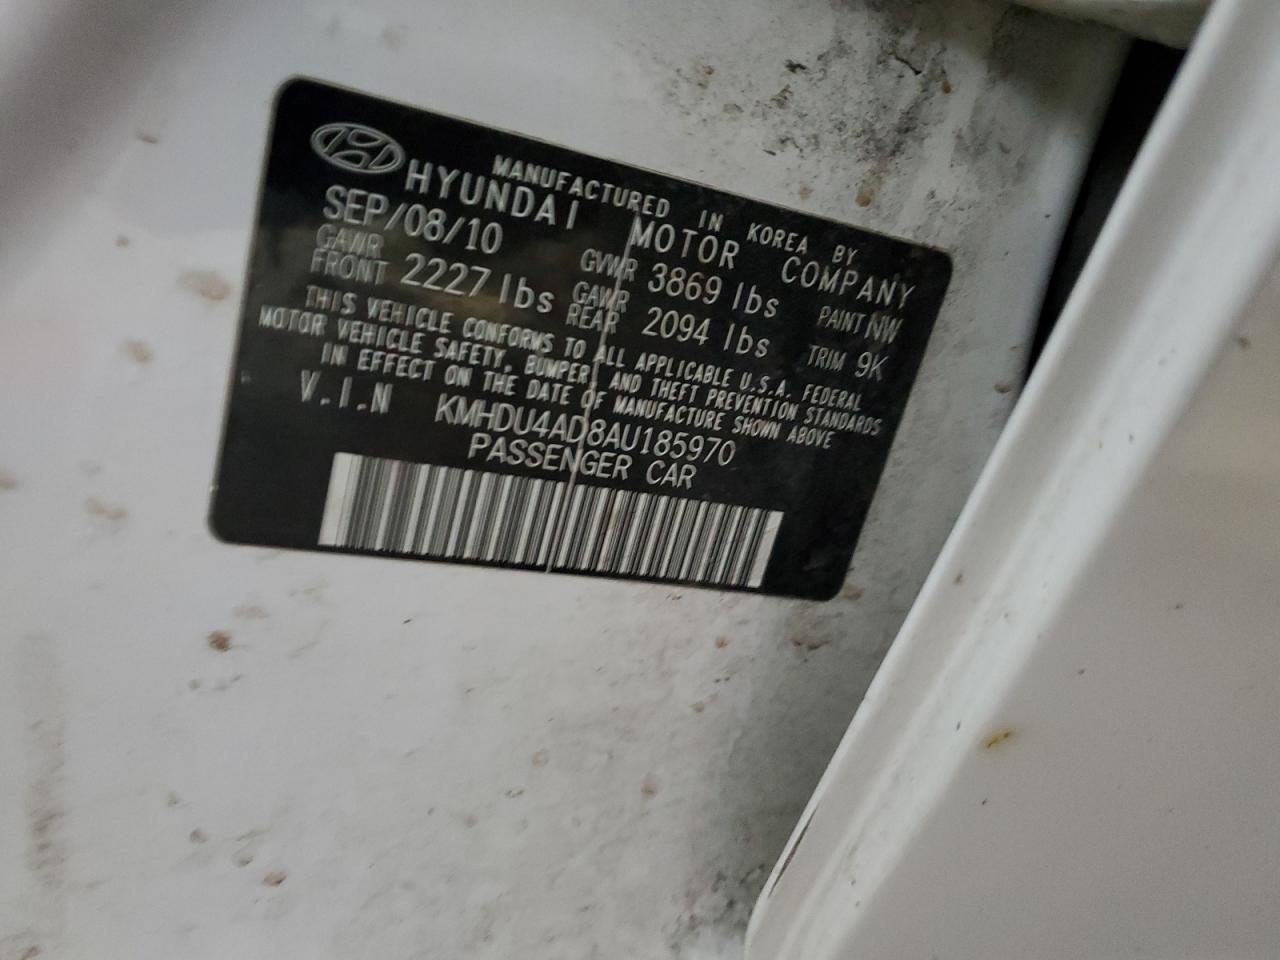 MANUFACTURED IN KOREA BY
HYUNDAI MOTOR COMPANY
SEP/08/10 GVWR 3869 lbs PAINT NW
GAWR FRONT 2227 lbs GAWR REAR 2094 lbs TRIM 9K
THIS VEHICLE CONFORMS TO ALL APPLICABLE U.S.A. FEDERAL
MOTOR VEHICLE SAFETY, BUMPER, AND THEFT PREVENTION STANDARDS
IN EFFECT ON THE DATE OF MANUFACTURE SHOWN ABOVE
V.I.N KMHDU4AD8AU185970
PASSENGER CAR